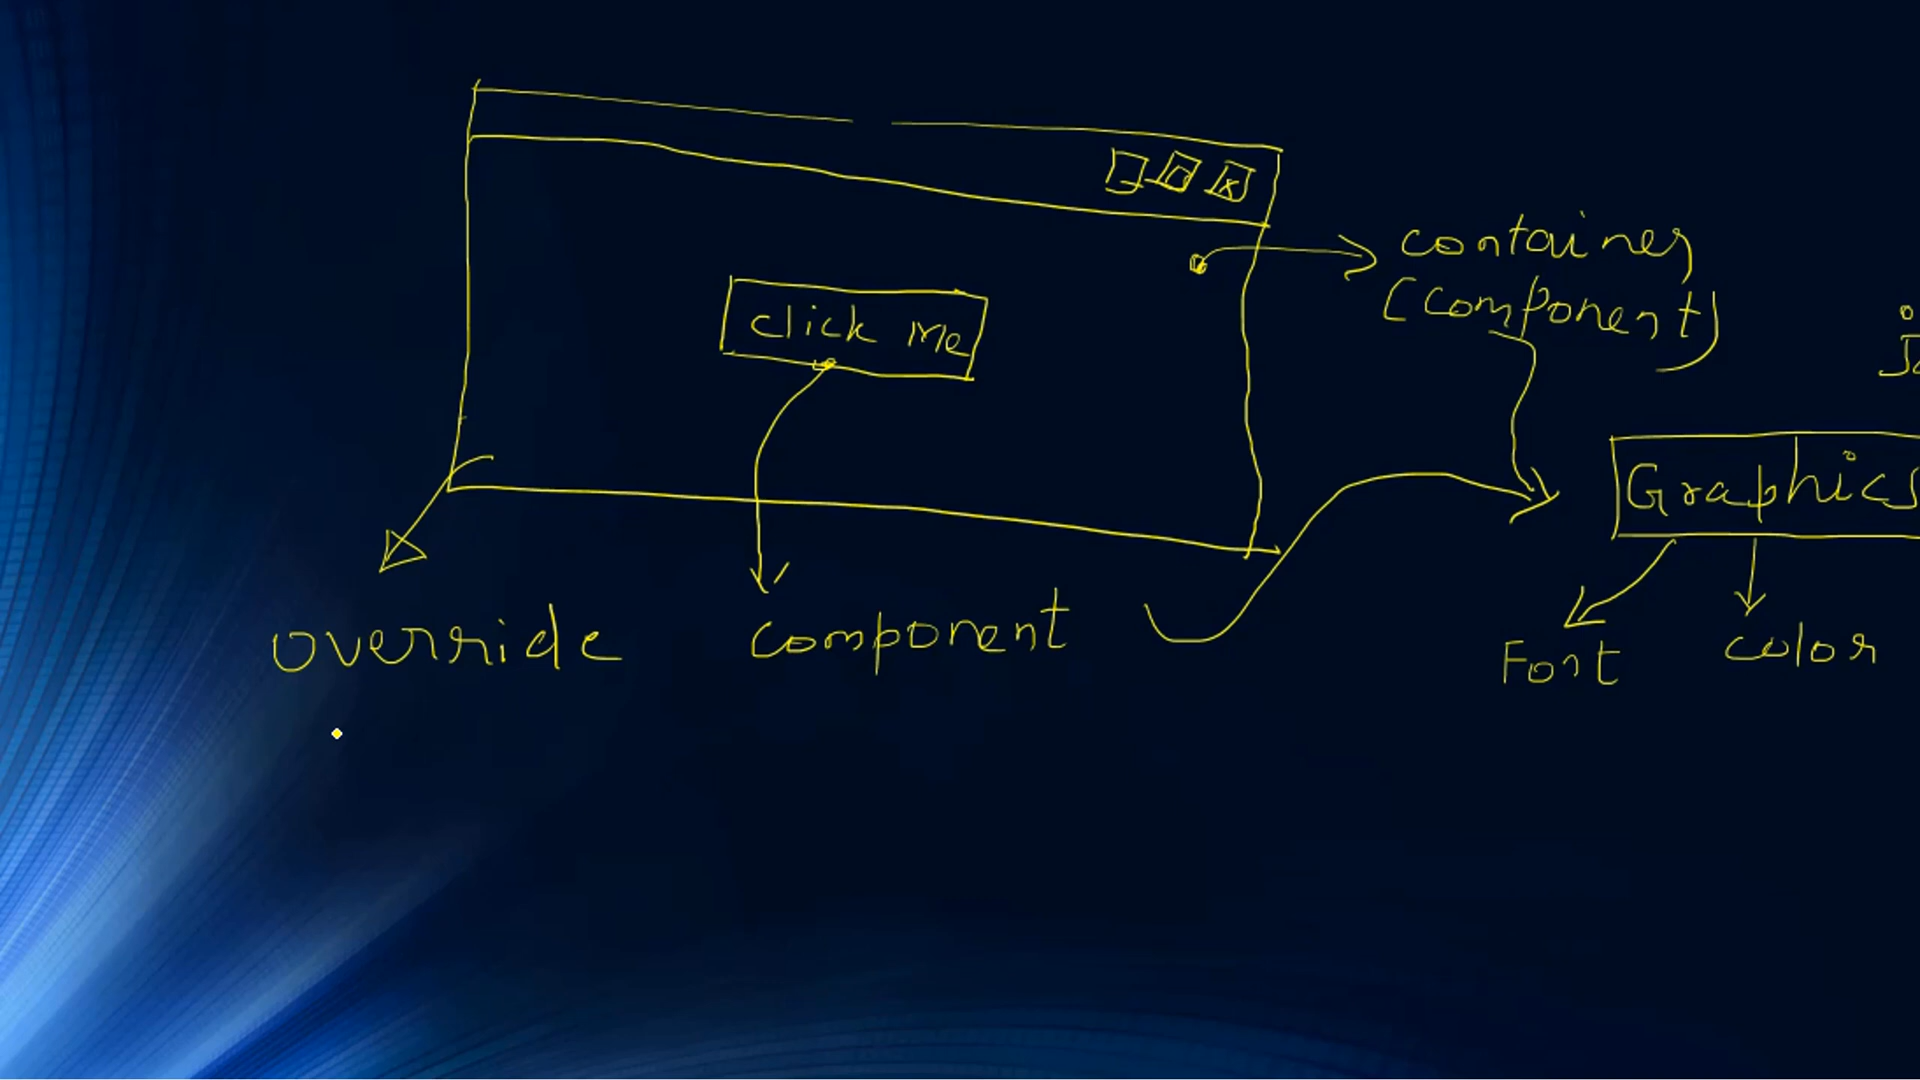 container
(component)
click me
Graphics
override
component
Font
color